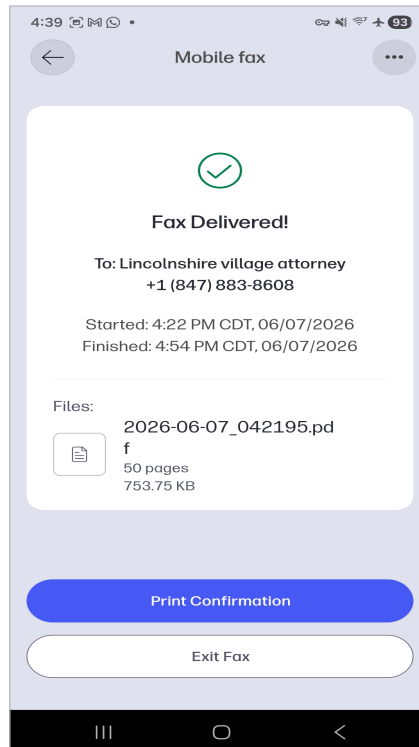 4:39
93
Mobile fax
Fax Delivered!
To: Lincolnshire village attorney
+1 (847) 883-8608
Started: 4:22 PM CDT, 06/07/2026
Finished: 4:54 PM CDT, 06/07/2026
Files:
2026-06-07_042195.pd
f
50 pages
753.75 KB
Print Confirmation
Exit Fax